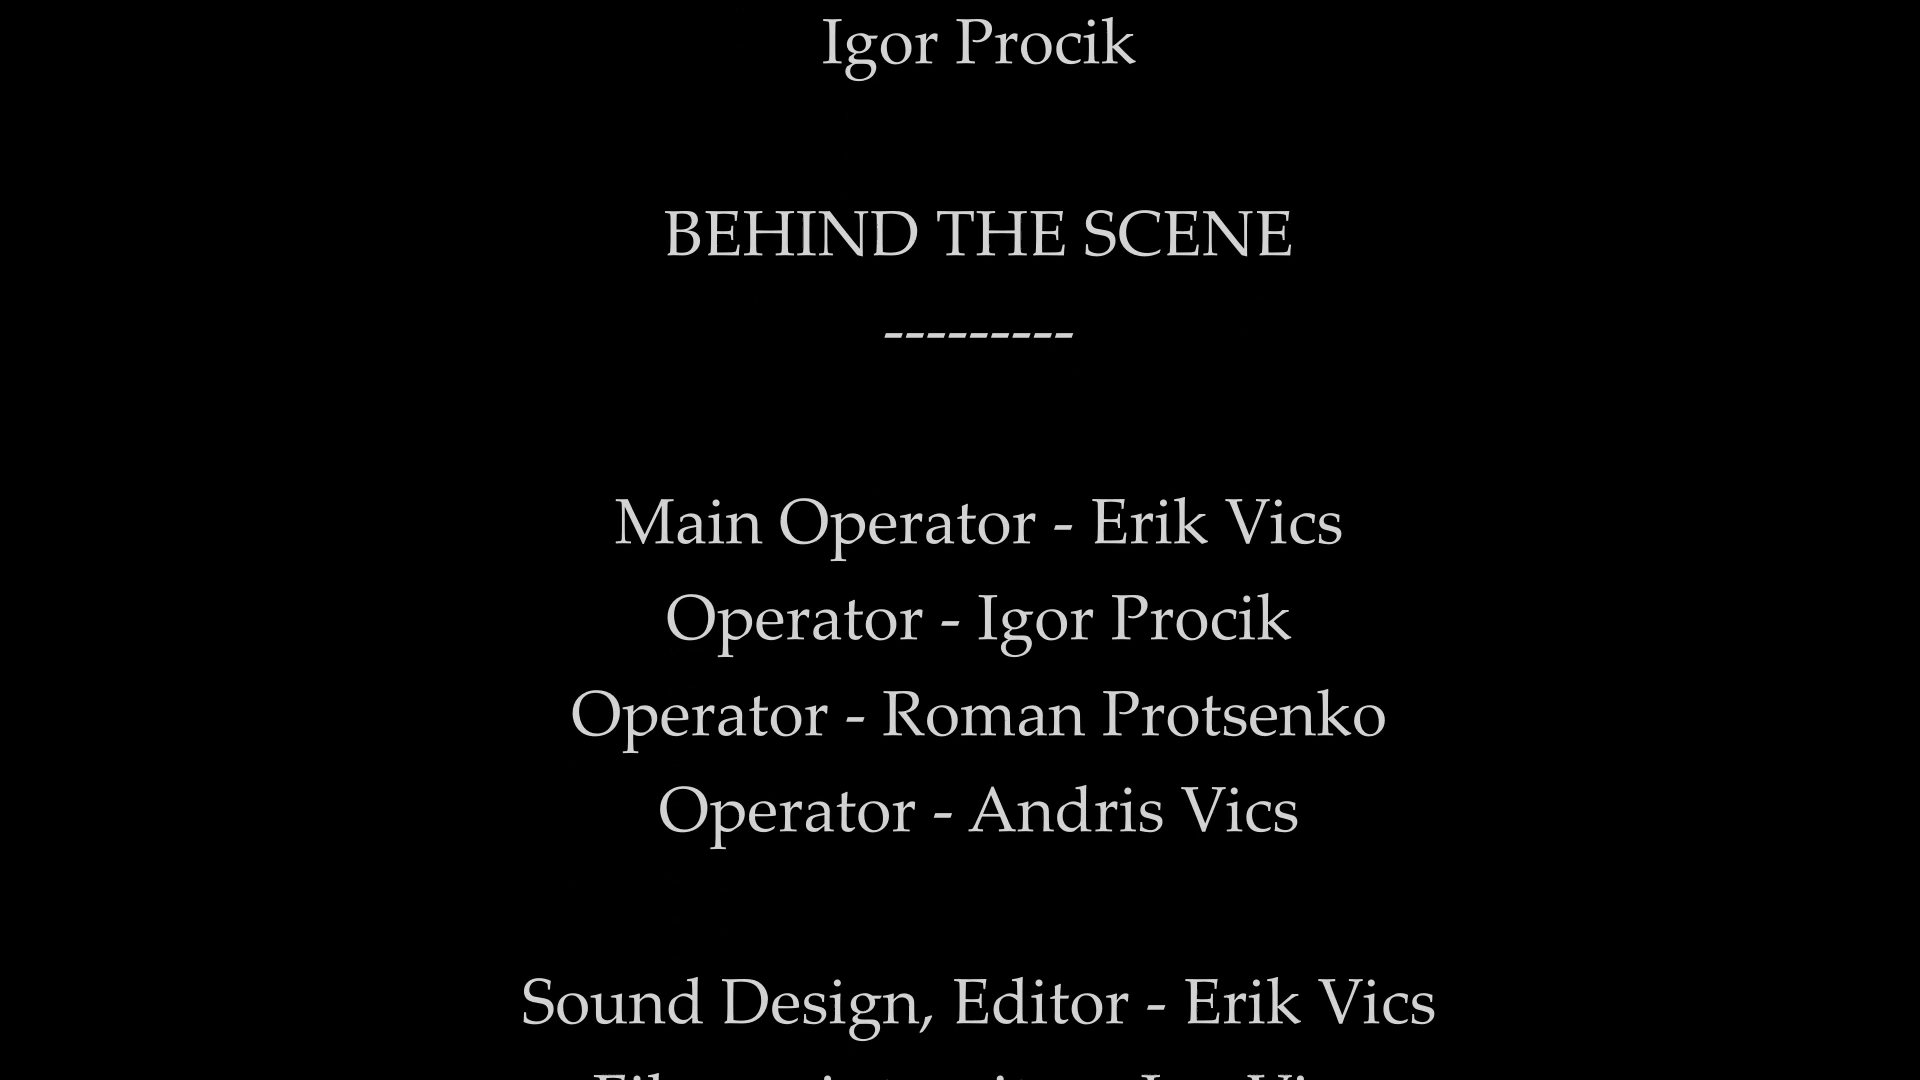 Igor Procik
BEHIND THE SCENE
---------
Main Operator - Erik Vics
Operator - Igor Procik
Operator - Roman Protsenko
Operator - Andris Vics
Sound Design, Editor - Erik Vics